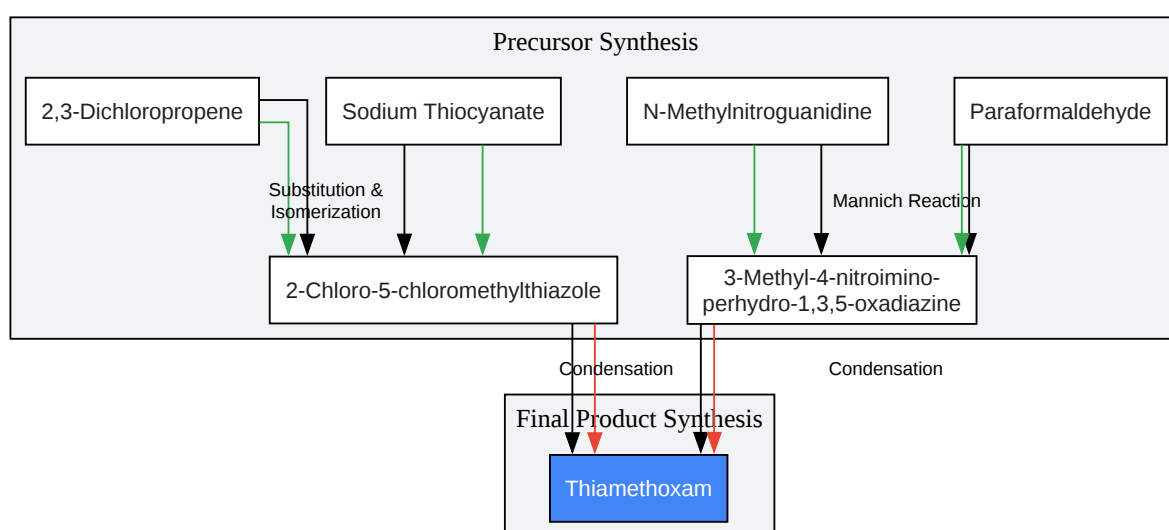 Precursor Synthesis
2,3-Dichloropropene
Sodium Thiocyanate
N-Methylnitroguanidine
Paraformaldehyde
Substitution &
Isomerization
Mannich Reaction
2-Chloro-5-chloromethylthiazole
3-Methyl-4-nitroimino-
perhydro-1,3,5-oxadiazine
Condensation
Condensation
Final Product Synthesis
Thiamethoxam